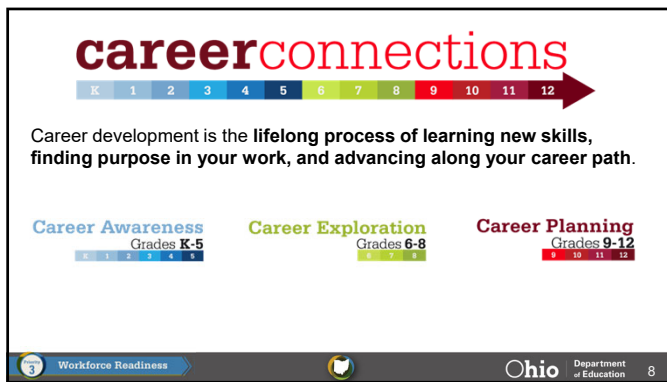 careerconnections
K 1 2 3 4 5 6 7 8 9 10 11 12
Career development is the lifelong process of learning new skills,
finding purpose in your work, and advancing along your career path.
Career Awareness
Grades K-5
K 1 2 3 4 5
Career Exploration
Grades 6-8
6 7 8
Career Planning
Grades 9-12
9 10 11 12
Priority
3
Workforce Readiness
Ohio
Department
of Education
8